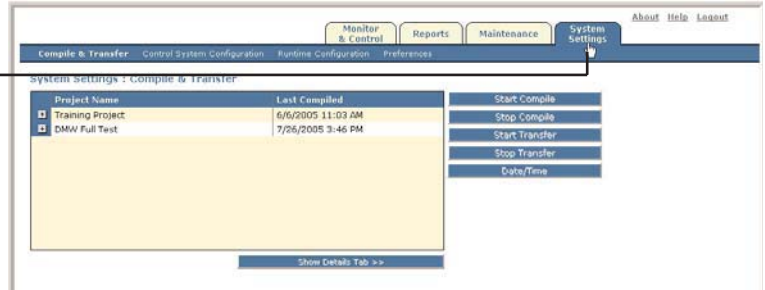 About Help Logout
Monitor & Control
Reports
Maintenance
System Settings
Compile & Transfer Control System Configuration Runtime Configuration Preferences
System Settings : Compile & Transfer
Project Name Last Compiled
Training Project 6/6/2005 11:03 AM
DMW Full Test 7/26/2005 3:46 PM
Start Compile
Stop Compile
Start Transfer
Stop Transfer
Date/Time
Show Details Tab >>